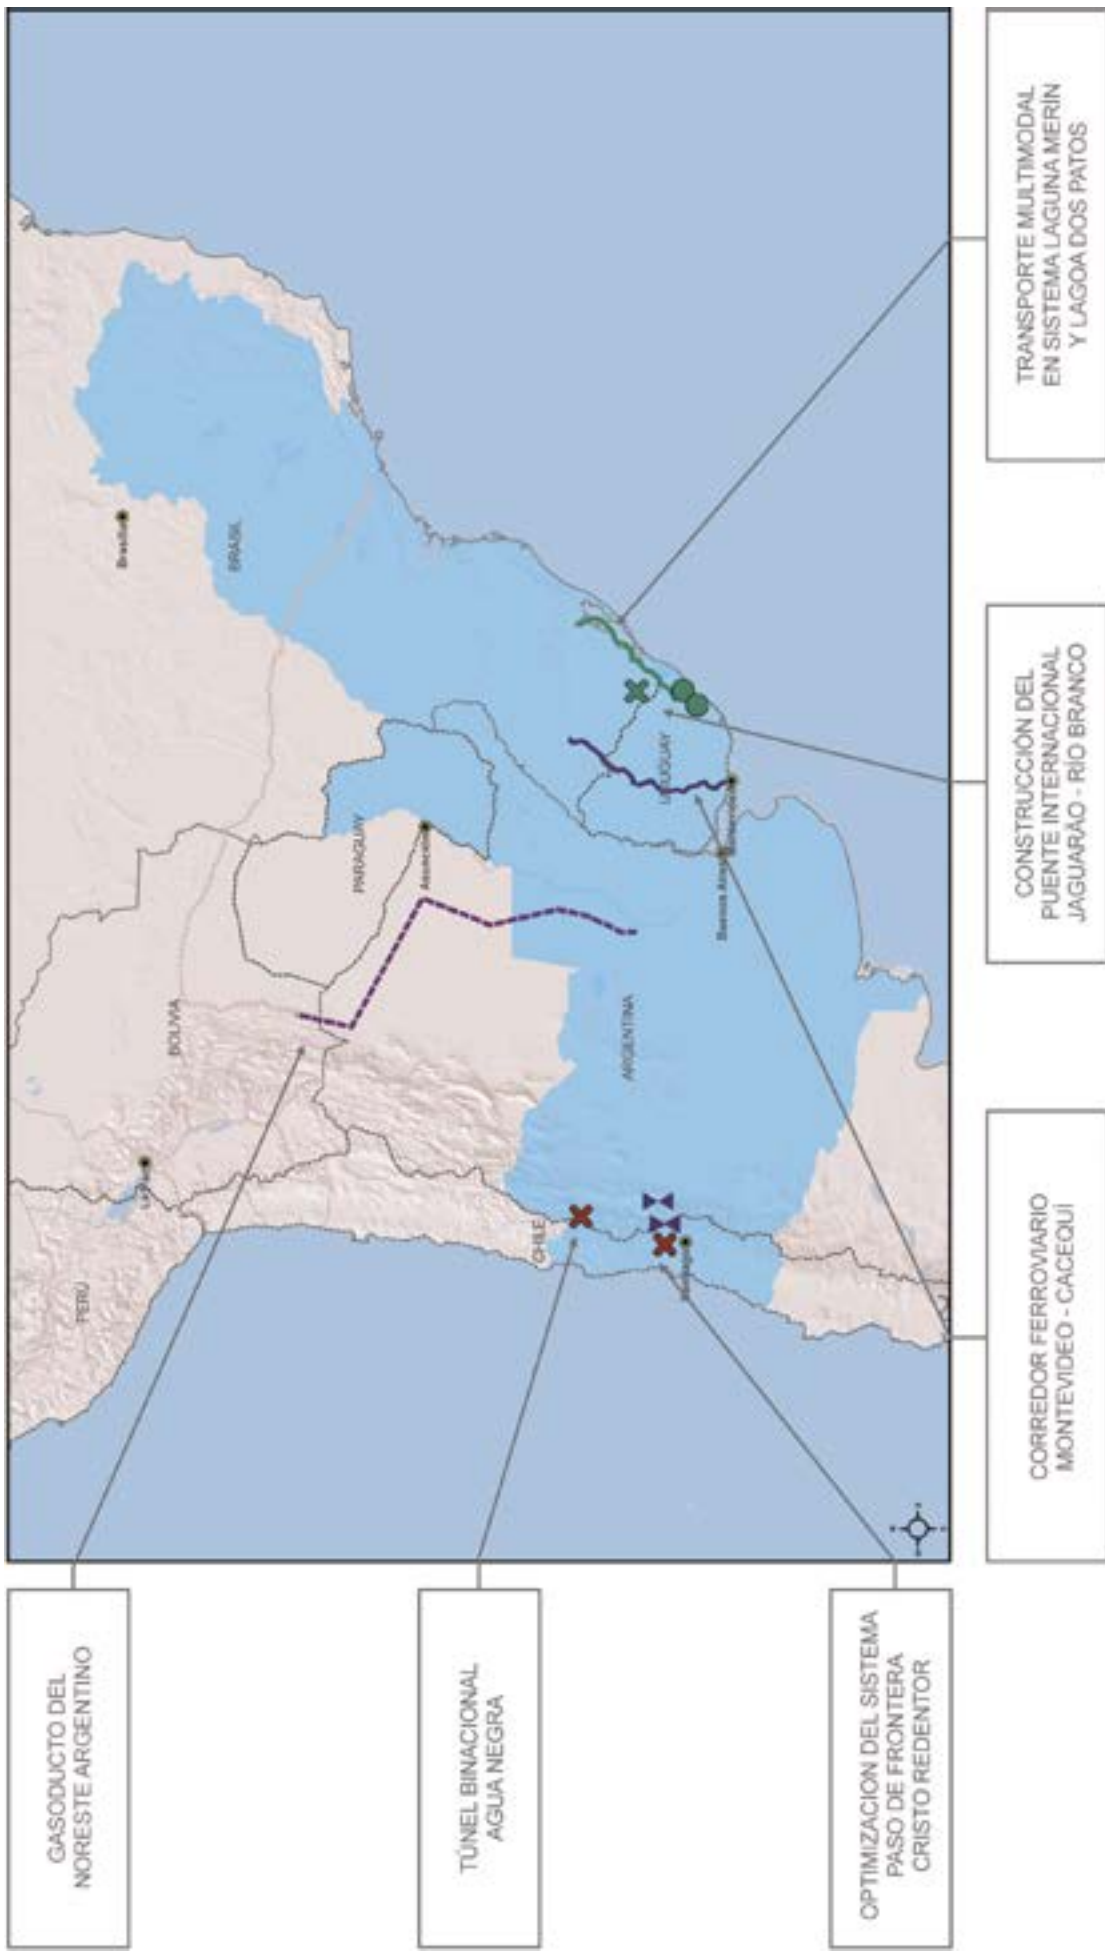 GASODUCTO DEL
NORESTE ARGENTINO
TÚNEL BINACIONAL
AGUA NEGRA
OPTIMIZACION DEL SISTEMA
PASO DE FRONTERA
CRISTO REDENTOR
PERÚ
BOLIVIA
BRASIL
Brasilia
PARAGUAY
Asunción
CHILE
ARGENTINA
URUGUAY
Buenos Aires
CORREDOR FERROVIARIO
MONTEVIDEO - CACEQUÍ
CONSTRUCCIÓN DEL
PUENTE INTERNACIONAL
JAGUARÃO - RÍO BRANCO
TRANSPORTE MULTIMODAL
EN SISTEMA LAGUNA MERÍN
Y LAGOA DOS PATOS